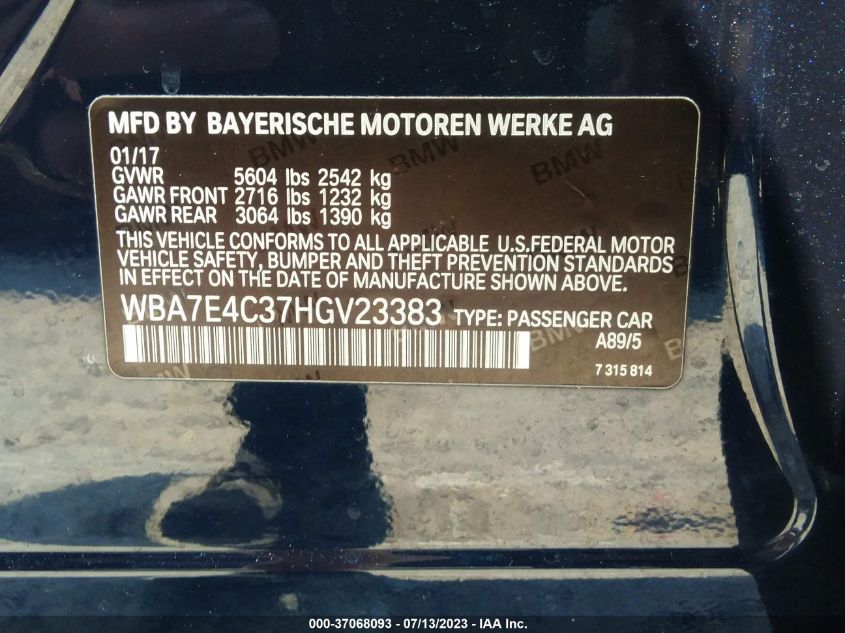 MFD BY BAYERISCHE MOTOREN WERKE AG
01/17
GVWR 5604 lbs 2542 kg
GAWR FRONT 2716 lbs 1232 kg
GAWR REAR 3064 lbs 1390 kg
THIS VEHICLE CONFORMS TO ALL APPLICABLE U.S.FEDERAL MOTOR
VEHICLE SAFETY, BUMPER AND THEFT PREVENTION STANDARDS
IN EFFECT ON THE DATE OF MANUFACTURE SHOWN ABOVE.
WBA7E4C37HGV23383 TYPE: PASSENGER CAR
A89/5
7 315 814
BMW
BMW
000-37068093 - 07/13/2023 - IAA Inc.